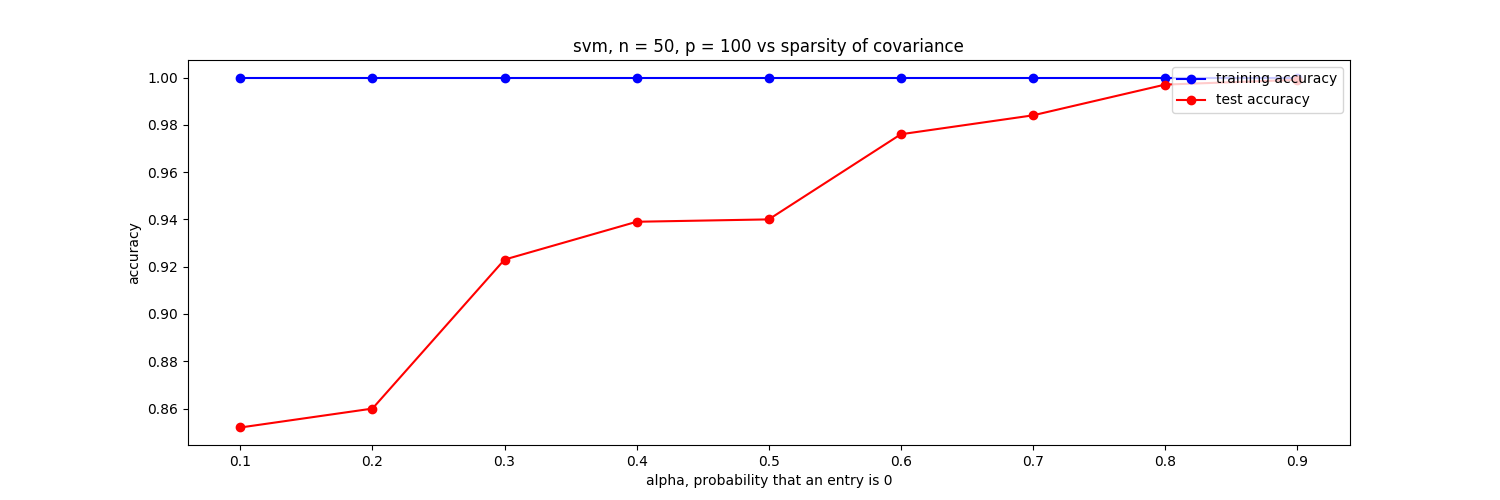 svm, n = 50, p = 100 vs sparsity of covariance
1.00
0.98
0.96
0.94
0.92
0.90
0.88
0.86
accuracy
training accuracy
test accuracy
0.1 0.2 0.3 0.4 0.5 0.6 0.7 0.8 0.9
alpha, probability that an entry is 0